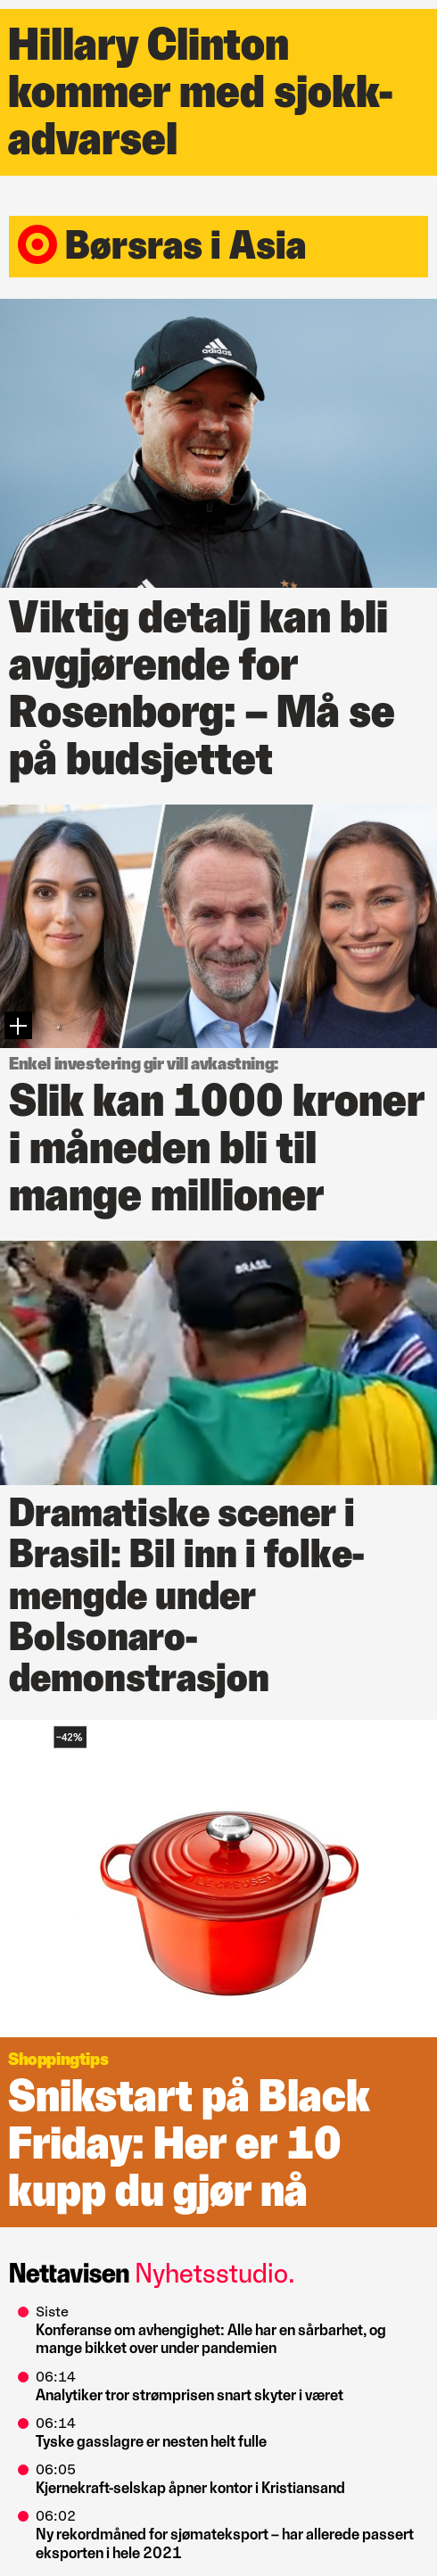 Hillary Clinton
kommer med sjokk-
advarsel
Børsras i Asia
adidas
Viktig detalj kan bli
avgjørende for
Rosenborg: – Må se
på budsjettet
Enkel investering gir vill avkastning:
Slik kan 1000 kroner
i måneden bli til
mange millioner
BRASIL
Dramatiske scener i
Brasil: Bil inn i folke-
mengde under
Bolsonaro-
demonstrasjon
-42%
LE CREUSET
Shoppingtips
Snikstart på Black
Friday: Her er 10
kupp du gjør nå
Nettavisen Nyhetsstudio.
Siste
Konferanse om avhengighet: Alle har en sårbarhet, og
mange bikket over under pandemien
06:14
Analytiker tror strømprisen snart skyter i været
06:14
Tyske gasslagre er nesten helt fulle
06:05
Kjernekraft-selskap åpner kontor i Kristiansand
06:02
Ny rekordmåned for sjømateksport – har allerede passert
eksporten i hele 2021